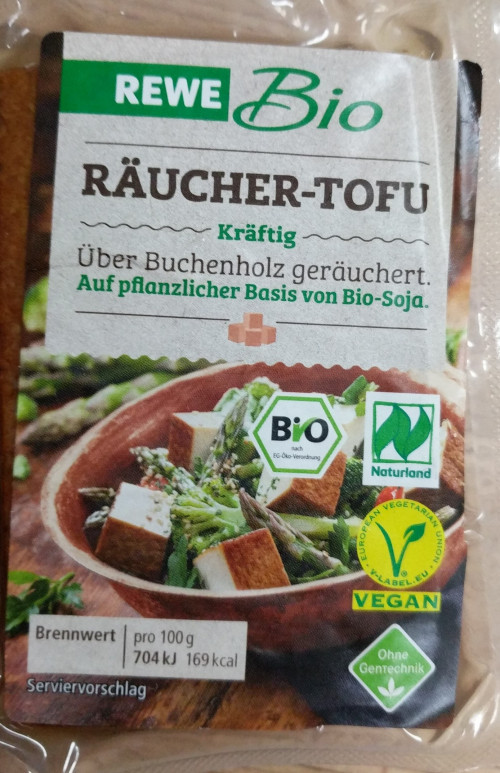 REWE Bio
RÄUCHER-TOFU
Kräftig
Über Buchenholz geräuchert.
Auf pflanzlicher Basis von Bio-Soja.
BIO
nach
EG-Öko-Verordnung
Naturland
EUROPEAN VEGETARIAN UNION
V-LABEL.EU
VEGAN
Brennwert pro 100 g
704 kJ 169 kcal
Ohne
Gentechnik
Serviervorschlag